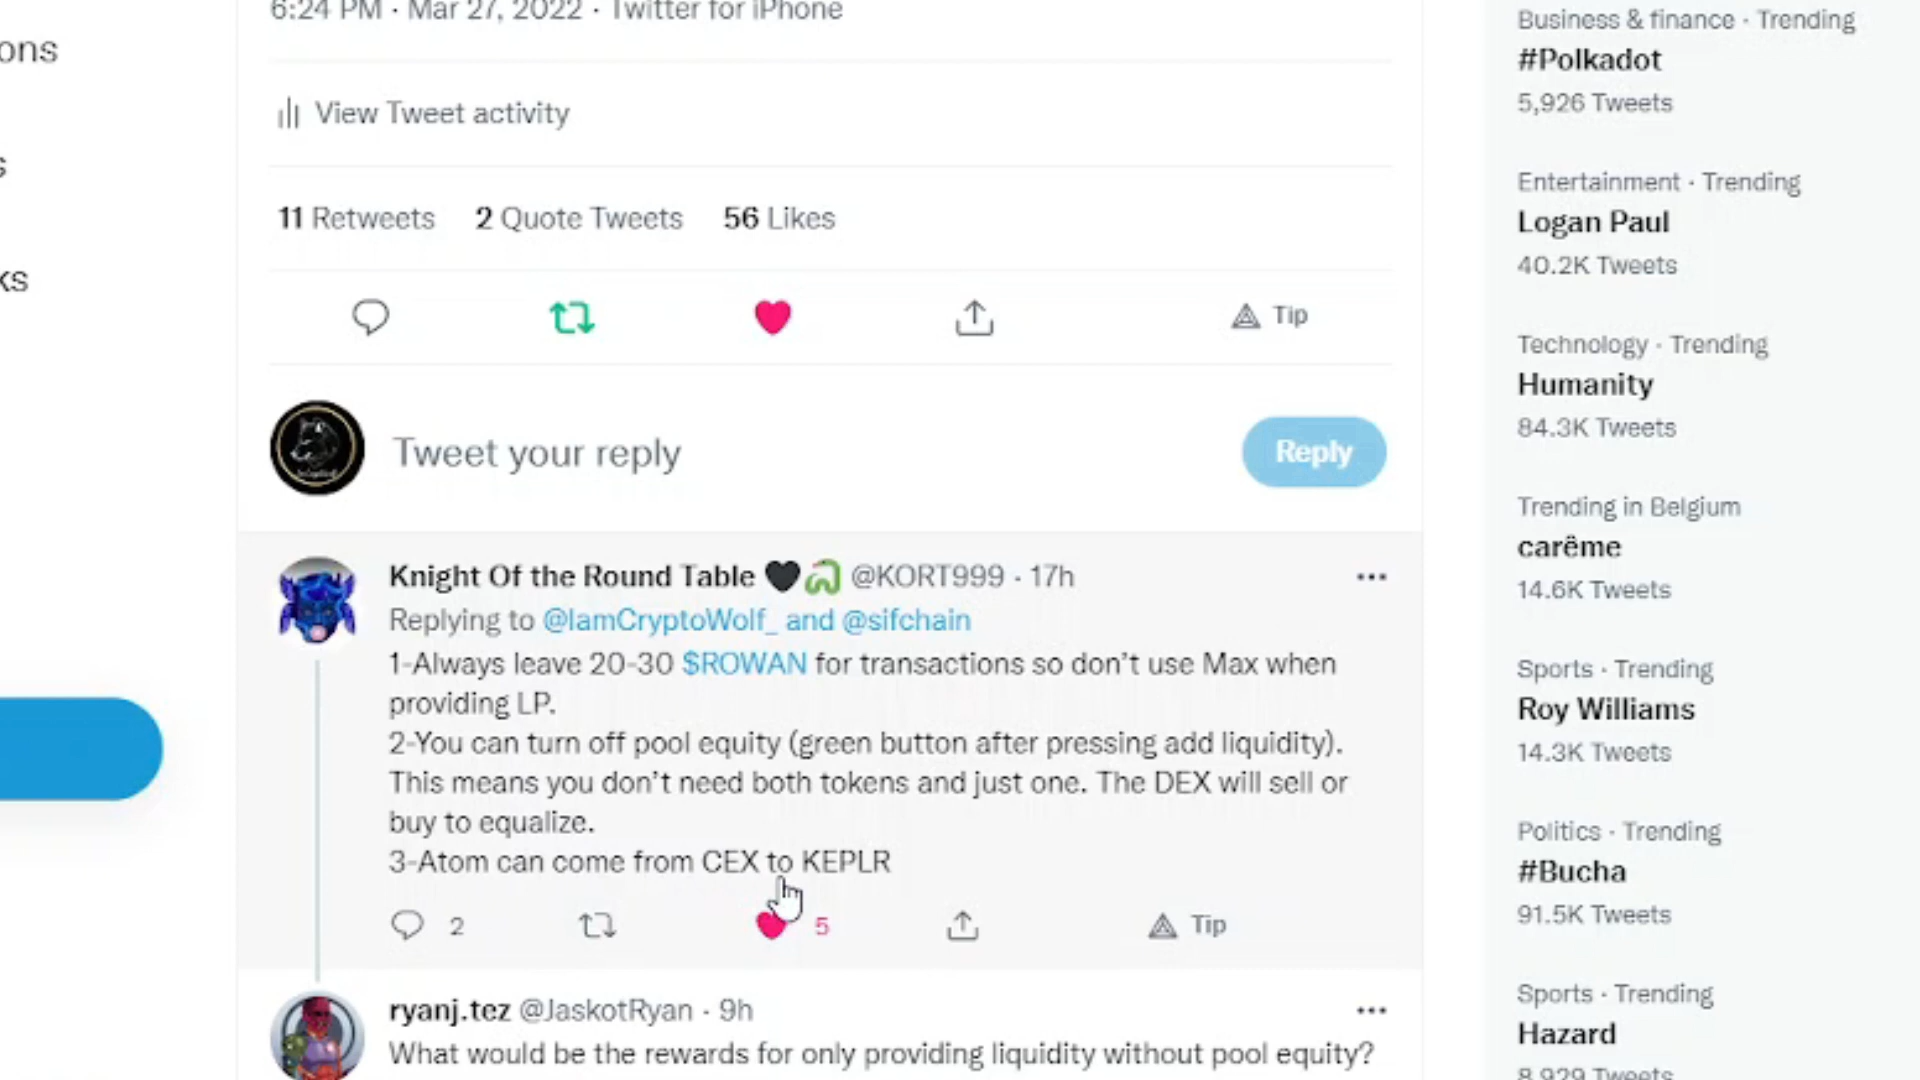 ons
s
ks
6:24 PM · Mar 27, 2022 · Twitter for iPhone
View Tweet activity
11 Retweets 2 Quote Tweets 56 Likes
Tip
Tweet your reply
Reply
Knight Of the Round Table @KORT999 · 17h
Replying to @IamCryptoWolf_ and @sifchain
1-Always leave 20-30 $ROWAN for transactions so don't use Max when
providing LP.
2-You can turn off pool equity (green button after pressing add liquidity).
This means you don't need both tokens and just one. The DEX will sell or
buy to equalize.
3-Atom can come from CEX to KEPLR
2 5 Tip
ryanj.tez @JaskotRyan · 9h
What would be the rewards for only providing liquidity without pool equity?
Business & finance · Trending
#Polkadot
5,926 Tweets
Entertainment · Trending
Logan Paul
40.2K Tweets
Technology · Trending
Humanity
84.3K Tweets
Trending in Belgium
carême
14.6K Tweets
Sports · Trending
Roy Williams
14.3K Tweets
Politics · Trending
#Bucha
91.5K Tweets
Sports · Trending
Hazard
8,929 Tweets